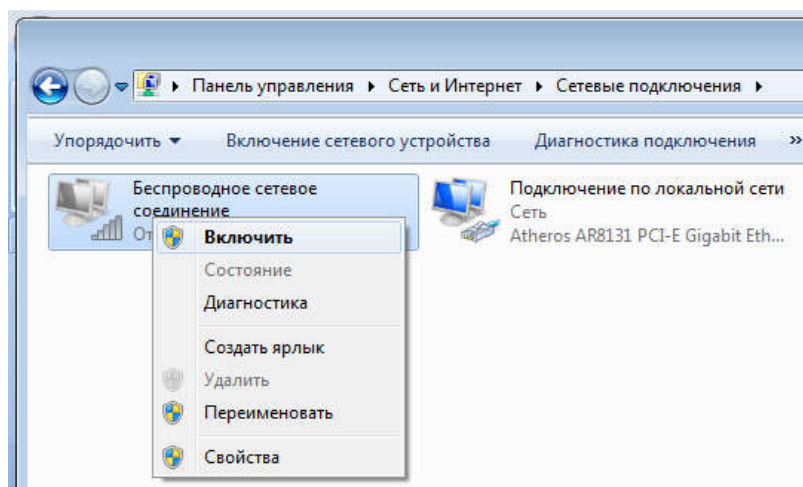 Панель управления ▸ Сеть и Интернет ▸ Сетевые подключения ▸
Упорядочить Включение сетевого устройства Диагностика подключения »
Беспроводное сетевое
соединение
От
Подключение по локальной сети
Сеть
Atheros AR8131 PCI-E Gigabit Eth...
Включить
Состояние
Диагностика
Создать ярлык
Удалить
Переименовать
Свойства